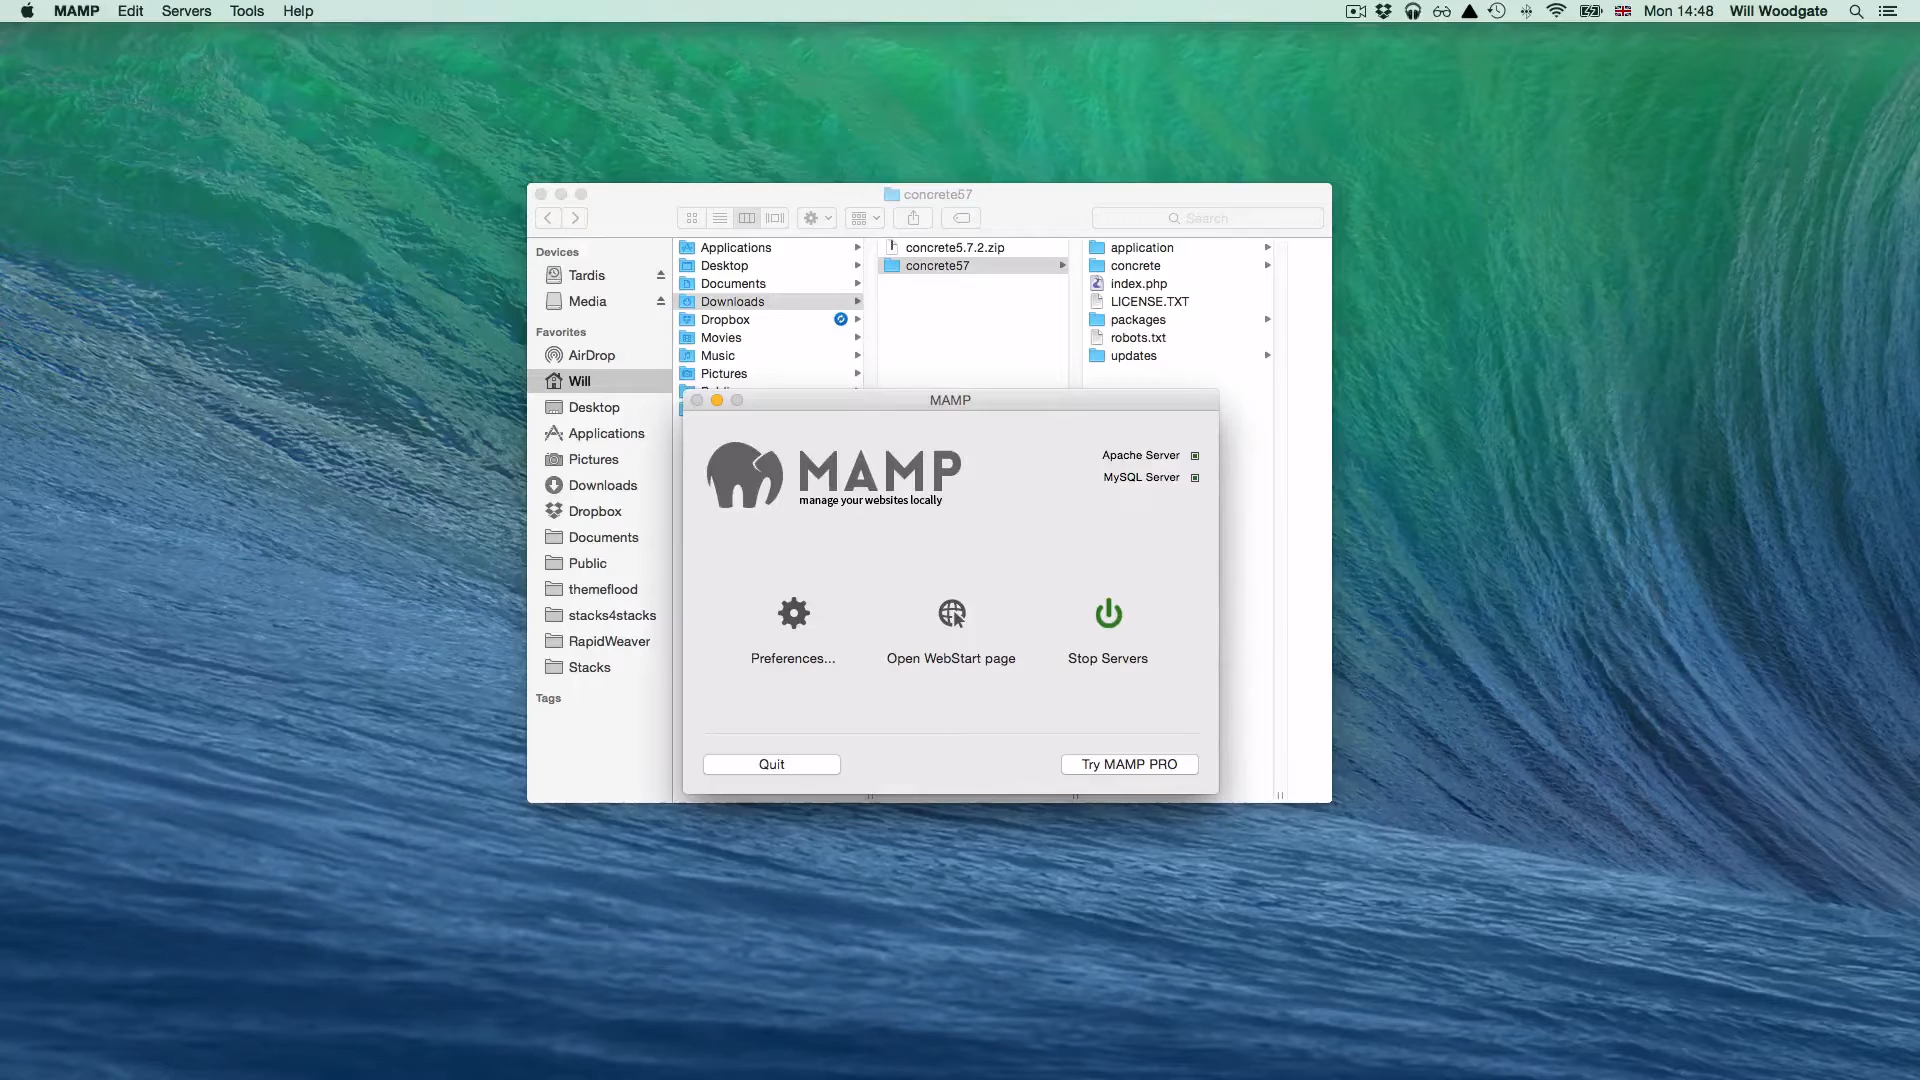 MAMP Edit Servers Tools Help Mon 14:48 Will Woodgate
concrete57
Search
Devices
Tardis
Media
Favorites
AirDrop
Will
Desktop
Applications
Pictures
Downloads
Dropbox
Documents
Public
themeflood
stacks4stacks
RapidWeaver
Stacks
Tags
Applications
Desktop
Documents
Downloads
Dropbox
Movies
Music
Pictures
concrete5.7.2.zip
concrete57
application
concrete
index.php
LICENSE.TXT
packages
robots.txt
updates
MAMP
MAMP
manage your websites locally
Apache Server
MySQL Server
Preferences...
Open WebStart page
Stop Servers
Quit
Try MAMP PRO